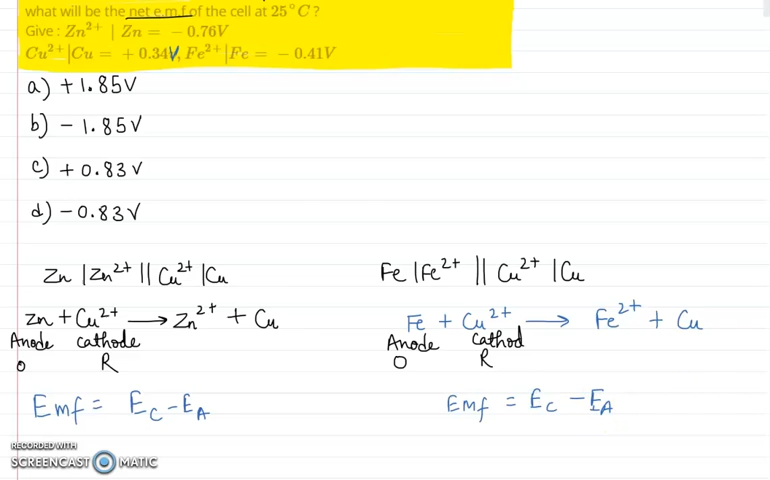 what will be the net e.m.f of the cell at 25°C ?
Give : Zn²⁺ | Zn = −0.76V
Cu²⁺|Cu = +0.34V, Fe²⁺|Fe = −0.41V
a) +1.85V
b) −1.85V
c) +0.83V
d) −0.83V
Zn |Zn²⁺ || Cu²⁺ |Cu
Fe |Fe²⁺ || Cu²⁺ |Cu
Zn + Cu²⁺ ⟶ Zn²⁺ + Cu
Fe + Cu²⁺ ⟶ Fe²⁺ + Cu
Anode cathode
Anode cathod
O R
O R
Emf = E_C − E_A
Emf = E_C − E_A
RECORDED WITH
SCREENCAST O MATIC